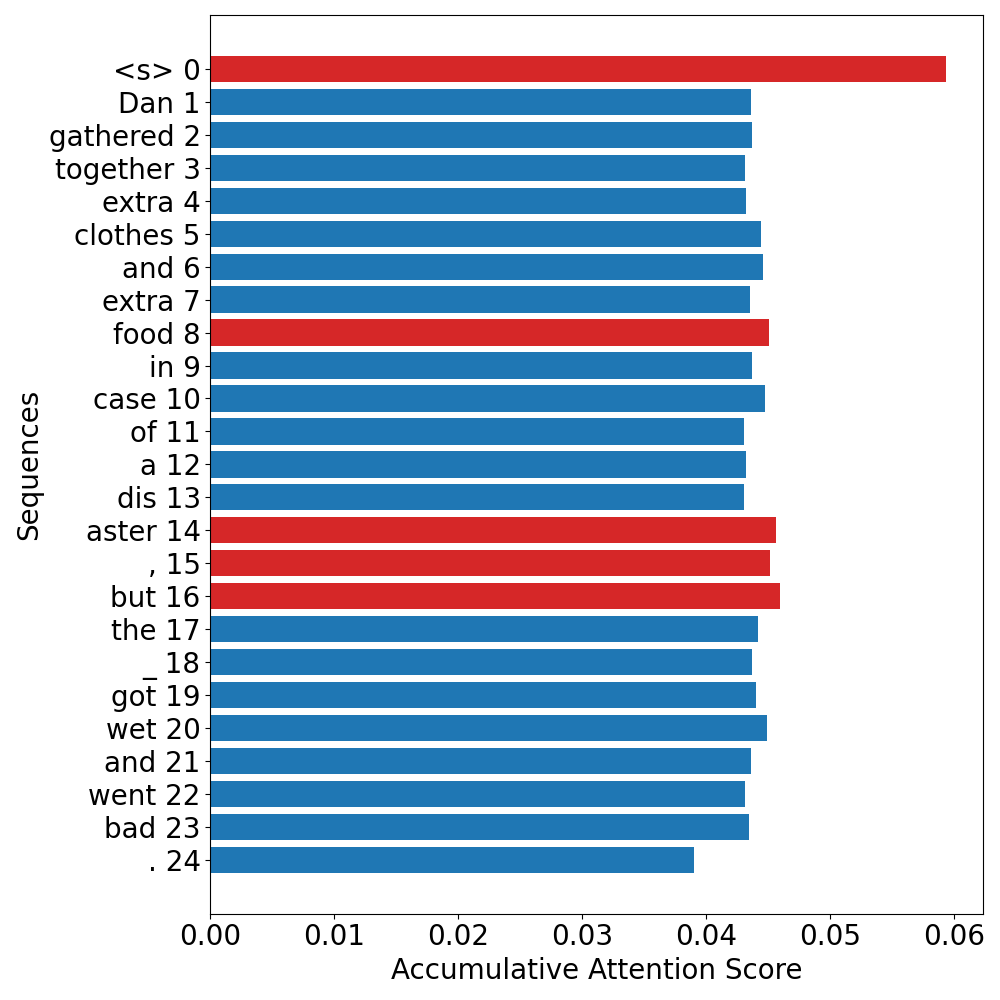 <s> 0
Dan 1
gathered 2
together 3
extra 4
clothes 5
and 6
extra 7
food 8
in 9
case 10
of 11
a 12
dis 13
aster 14
, 15
but 16
the 17
_ 18
got 19
wet 20
and 21
went 22
bad 23
. 24
Sequences
0.00 0.01 0.02 0.03 0.04 0.05 0.06
Accumulative Attention Score